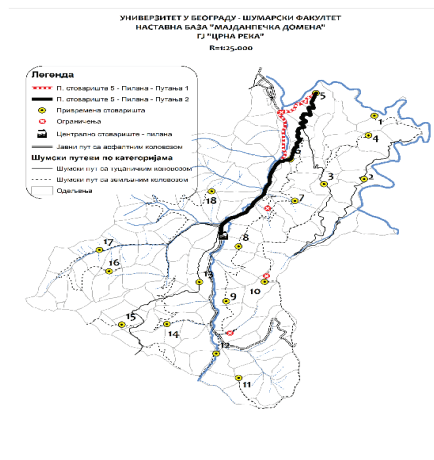 УНИВЕРЗИТЕТ У БЕОГРАДУ - ШУМАРСКИ ФАКУЛТЕТ
НАСТАВНА БАЗА "МАЈДАНПЕЧКА ДОМЕНА"
ГЈ "ЦРНА РЕКА"
R=1:25.000
Легенда
П. стовариште 5 - Пилана - Путања 1
П. стовариште 5 - Пилана - Путања 2
Привремена стоваришта
Ограничења
Централно стовариште - пилана
Јавни пут са асфалтним коловозом
Шумски путеви по категоријама
Шумски пут са туцаничким коловозом
Шумски пут са земљаним коловозом
Одељења
5
1
4
2
3
18
7
8
17
16
13
10
9
15
14
12
11